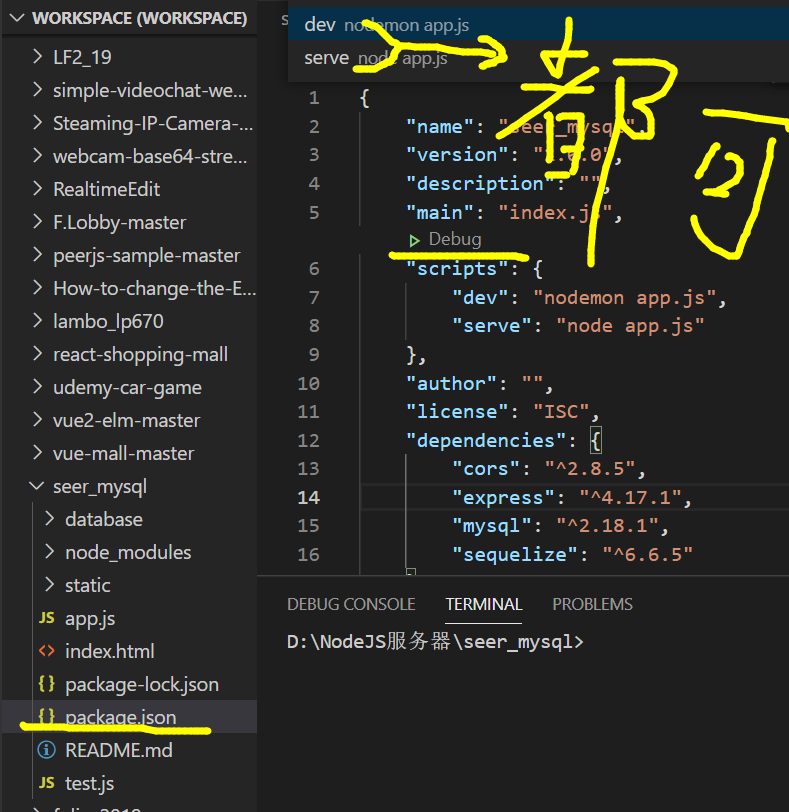 WORKSPACE (WORKSPACE)
LF2_19
simple-videochat-we...
Steaming-IP-Camera-...
webcam-base64-stre...
RealtimeEdit
F.Lobby-master
peerjs-sample-master
How-to-change-the-E...
lambo_lp670
react-shopping-mall
udemy-car-game
vue2-elm-master
vue-mall-master
seer_mysql
database
node_modules
static
JS app.js
<> index.html
{} package-lock.json
{} package.json
README.md
JS test.js
dev nodemon app.js
serve node app.js
都可
1 {
2 "name": "seer_mysql",
3 "version": "1.0.0",
4 "description": "",
5 "main": "index.js",
Debug
6 "scripts": {
7 "dev": "nodemon app.js",
8 "serve": "node app.js"
9 },
10 "author": "",
11 "license": "ISC",
12 "dependencies": {
13 "cors": "^2.8.5",
14 "express": "^4.17.1",
15 "mysql": "^2.18.1",
16 "sequelize": "^6.6.5"
DEBUG CONSOLE TERMINAL PROBLEMS
D:\NodeJS服务器\seer_mysql>